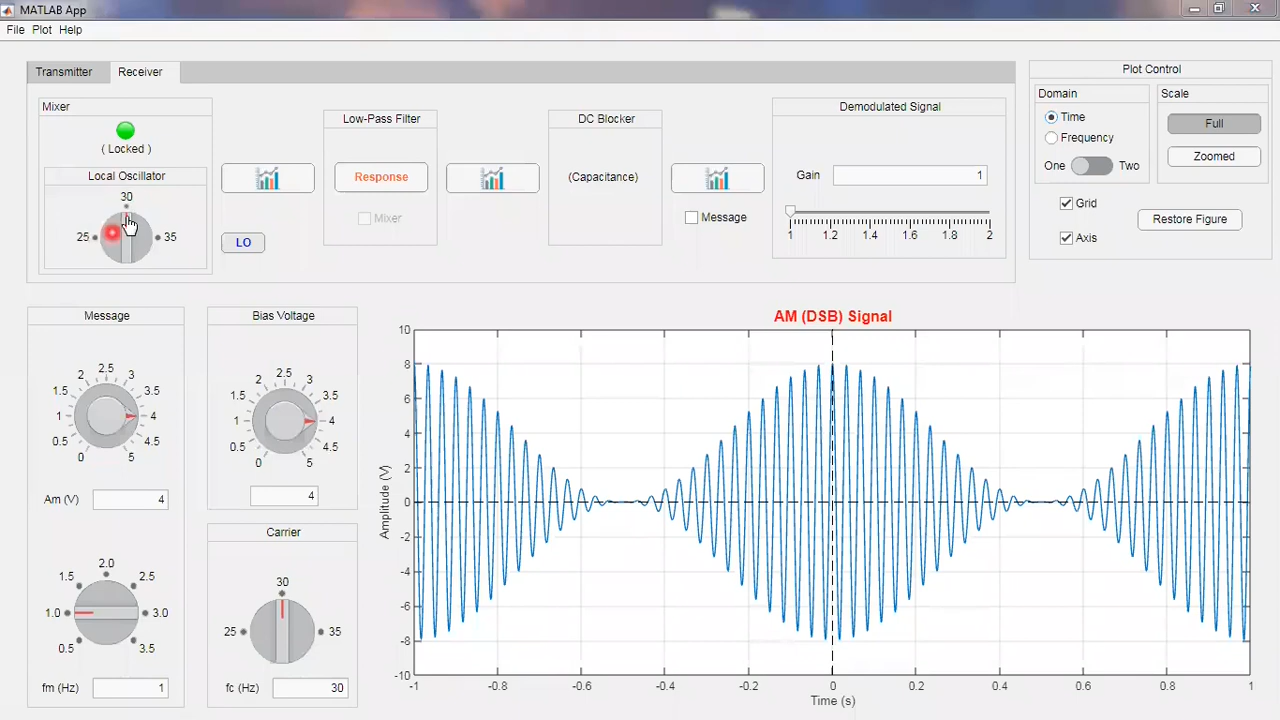 MATLAB App
File Plot Help
Transmitter Receiver
Mixer
( Locked )
Local Oscillator
30
25 35
LO
Low-Pass Filter
Response
Mixer
DC Blocker
(Capacitance)
Message
Demodulated Signal
Gain 1
1 1.2 1.4 1.6 1.8 2
Plot Control
Domain
Time
Frequency
One Two
Scale
Full
Zoomed
Grid
Axis
Restore Figure
Message
0 0.5 1 1.5 2 2.5 3 3.5 4 4.5 5
Am (V) 4
0.5 1.0 1.5 2.0 2.5 3.0 3.5
fm (Hz) 1
Bias Voltage
0 0.5 1 1.5 2 2.5 3 3.5 4 4.5 5
4
Carrier
30
25 35
fc (Hz) 30
AM (DSB) Signal
Amplitude (V)
10
8
6
4
2
0
-2
-4
-6
-8
-10
-1 -0.8 -0.6 -0.4 -0.2 0 0.2 0.4 0.6 0.8 1
Time (s)